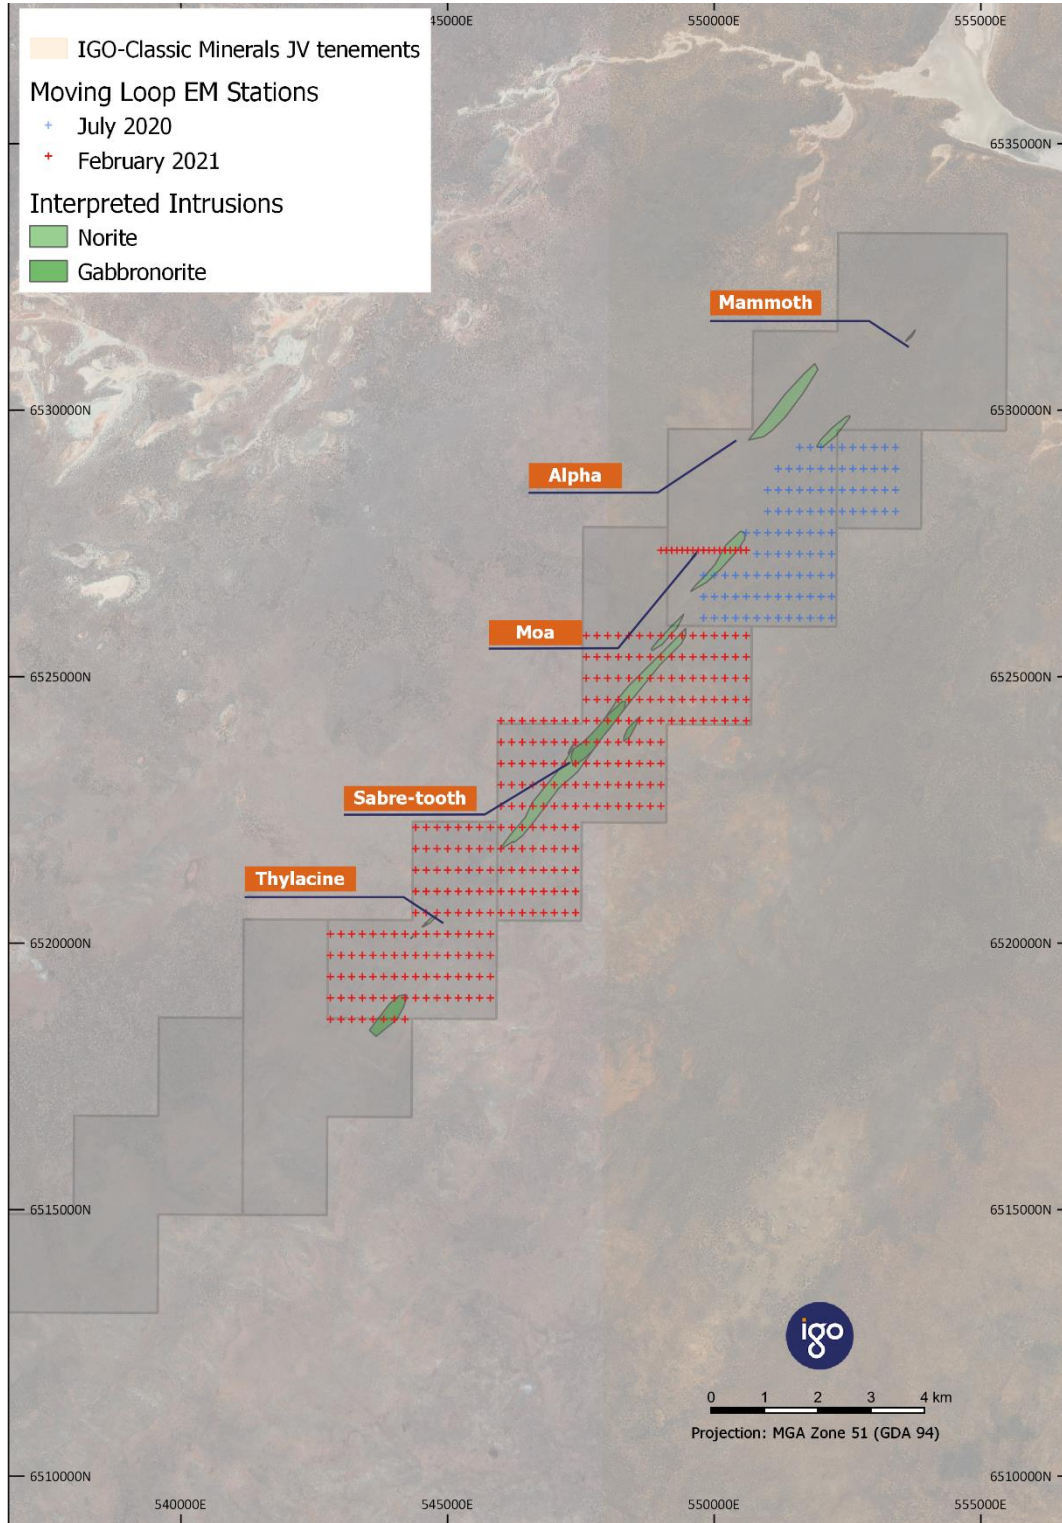 45000E
550000E
555000E
IGO-Classic Minerals JV tenements
Moving Loop EM Stations
July 2020
February 2021
Interpreted Intrusions
Norite
Gabbronorite
6535000N
Mammoth
6530000N
6530000N
Alpha
Moa
6525000N
6525000N
Sabre-tooth
Thylacine
6520000N
6520000N
6515000N
6515000N
igo
0 1 2 3 4 km
Projection: MGA Zone 51 (GDA 94)
6510000N
6510000N
540000E
545000E
550000E
555000E